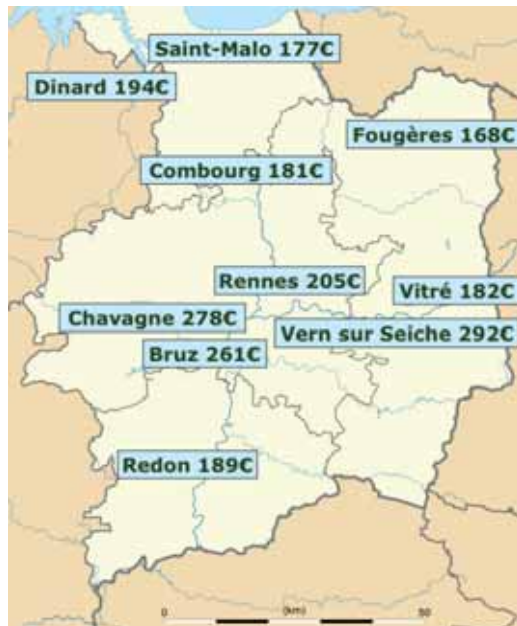 Saint-Malo 177€
Dinard 194€
Fougères 168€
Combourg 181€
Rennes 205€
Vitré 182€
Chavagne 278€
Vern sur Seiche 292€
Bruz 261€
Redon 189€
0 (km) 50